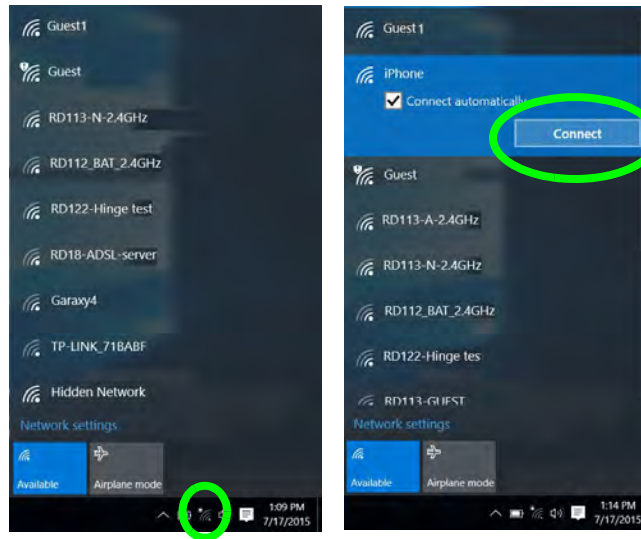 Guest1
Guest
RD113-N-2.4GHz
RD112_BAT_2.4GHz
RD122-Hinge test
RD18-ADSL-server
Garaxy4
TP-LINK_71BABF
Hidden Network
Network settings
Available
Airplane mode
1:09 PM
7/17/2015
Guest1
iPhone
Connect automatically
Connect
Guest
RD113-A-2.4GHz
RD113-N-2.4GHz
RD112_BAT_2.4GHz
RD122-Hinge tes
RD113-GUEST
Network settings
Available
Airplane mode
1:14 PM
7/17/2015